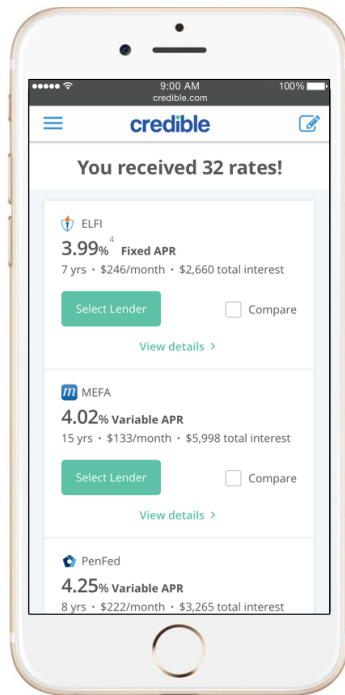 9:00 AM
100%
credible.com
credible
You received 32 rates!
ELFI
3.99% 4 Fixed APR
7 yrs · $246/month · $2,660 total interest
Select Lender
Compare
View details >
m MEFA
4.02% Variable APR
15 yrs · $133/month · $5,998 total interest
Select Lender
Compare
View details >
PenFed
4.25% Variable APR
8 yrs · $222/month · $3,265 total interest